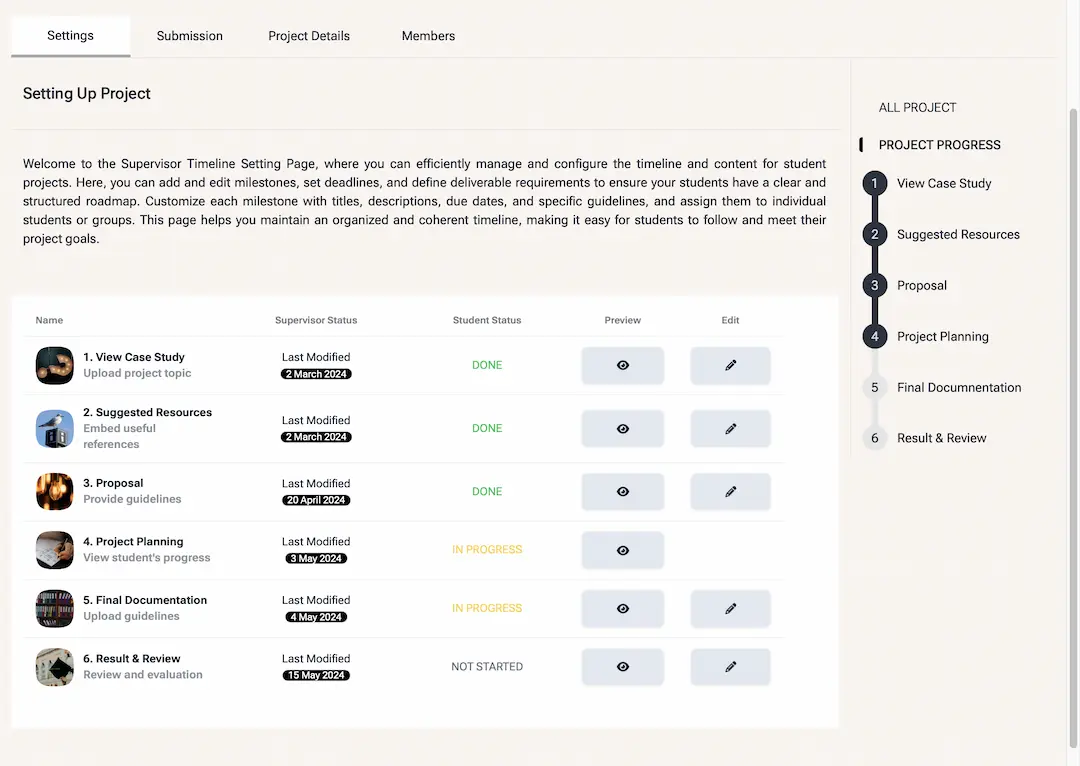 Settings
Submission
Project Details
Members
Setting Up Project
Welcome to the Supervisor Timeline Setting Page, where you can efficiently manage and configure the timeline and content for student
projects. Here, you can add and edit milestones, set deadlines, and define deliverable requirements to ensure your students have a clear and
structured roadmap. Customize each milestone with titles, descriptions, due dates, and specific guidelines, and assign them to individual
students or groups. This page helps you maintain an organized and coherent timeline, making it easy for students to follow and meet their
project goals.
Name
Supervisor Status
Student Status
Preview
Edit
1. View Case Study
Upload project topic
Last Modified
2 March 2024
DONE
2. Suggested Resources
Embed useful
references
Last Modified
2 March 2024
DONE
3. Proposal
Provide guidelines
Last Modified
20 April 2024
DONE
4. Project Planning
View student's progress
Last Modified
3 May 2024
IN PROGRESS
5. Final Documentation
Upload guidelines
Last Modified
4 May 2024
IN PROGRESS
6. Result & Review
Review and evaluation
Last Modified
15 May 2024
NOT STARTED
ALL PROJECT
PROJECT PROGRESS
1 View Case Study
2 Suggested Resources
3 Proposal
4 Project Planning
5 Final Documnentation
6 Result & Review